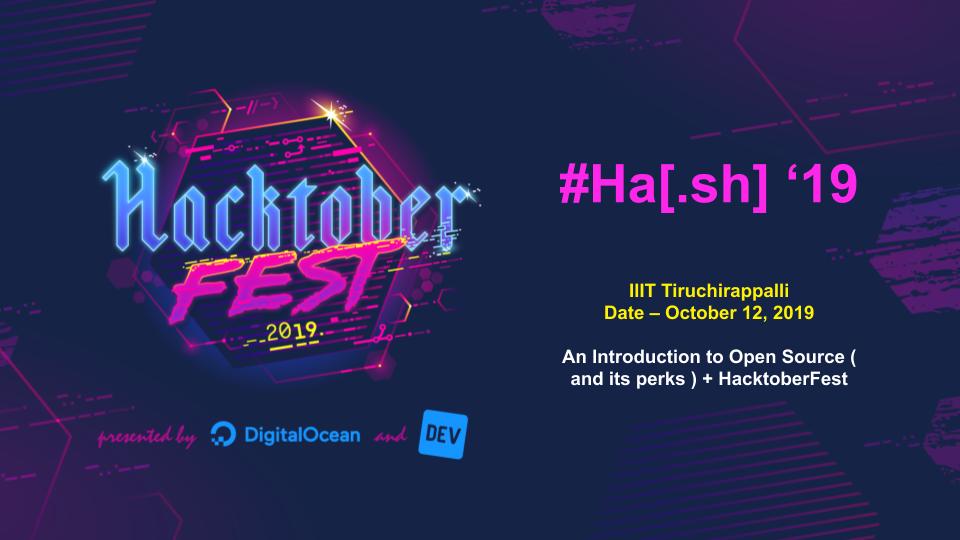 Hacktober
FEST
2019
presented by DigitalOcean and DEV
#Ha[.sh] ‘19
IIIT Tiruchirappalli
Date – October 12, 2019
An Introduction to Open Source (
and its perks ) + HacktoberFest